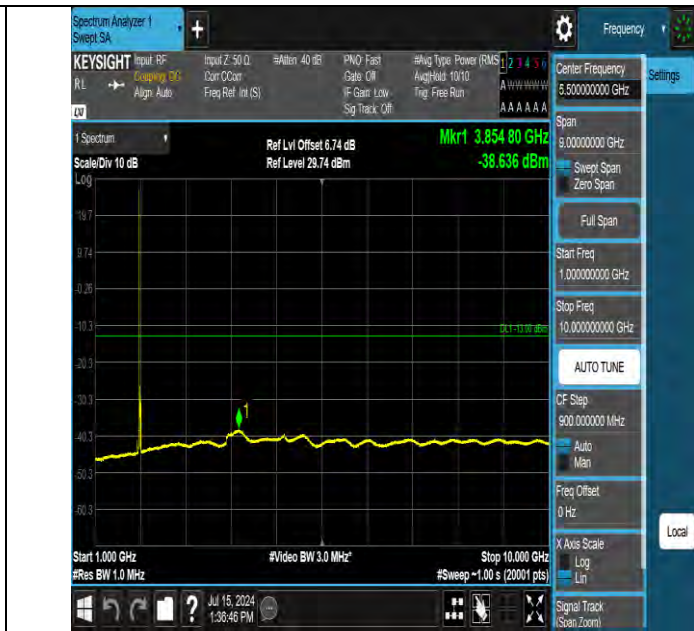 Spectrum Analyzer 1
Swept SA
Frequency
KEYSIGHT
RL
Input: RF
Coupling: DC
Align: Auto
Input Z: 50 Ω
Corr CCorr
Freq Ref: Int (S)
#Atten: 40 dB
PNO: Fast
Gate: Off
IF Gain: Low
Sig Track: Off
#Avg Type: Power (RMS
Avg|Hold: 10/10
Trig: Free Run
1 2 3 4 5 6
A W W W W W
A A A A A A
1 Spectrum
Scale/Div 10 dB
Ref Lvl Offset 6.74 dB
Ref Level 29.74 dBm
Mkr1 3.854 80 GHz
-38.636 dBm
Log
19.7
9.74
-0.26
-10.3
-20.3
-30.3
-40.3
-50.3
-60.3
DL1 -13.00 dBm
1
Start 1.000 GHz
#Res BW 1.0 MHz
#Video BW 3.0 MHz*
Stop 10.000 GHz
#Sweep ~1.00 s (20001 pts)
Jul 15, 2024
1:36:46 PM
Center Frequency
5.500000000 GHz
Settings
Span
9.00000000 GHz
Swept Span
Zero Span
Full Span
Start Freq
1.000000000 GHz
Stop Freq
10.000000000 GHz
AUTO TUNE
CF Step
900.000000 MHz
Auto
Man
Freq Offset
0 Hz
X Axis Scale
Log
Lin
Local
Signal Track
(Span Zoom)